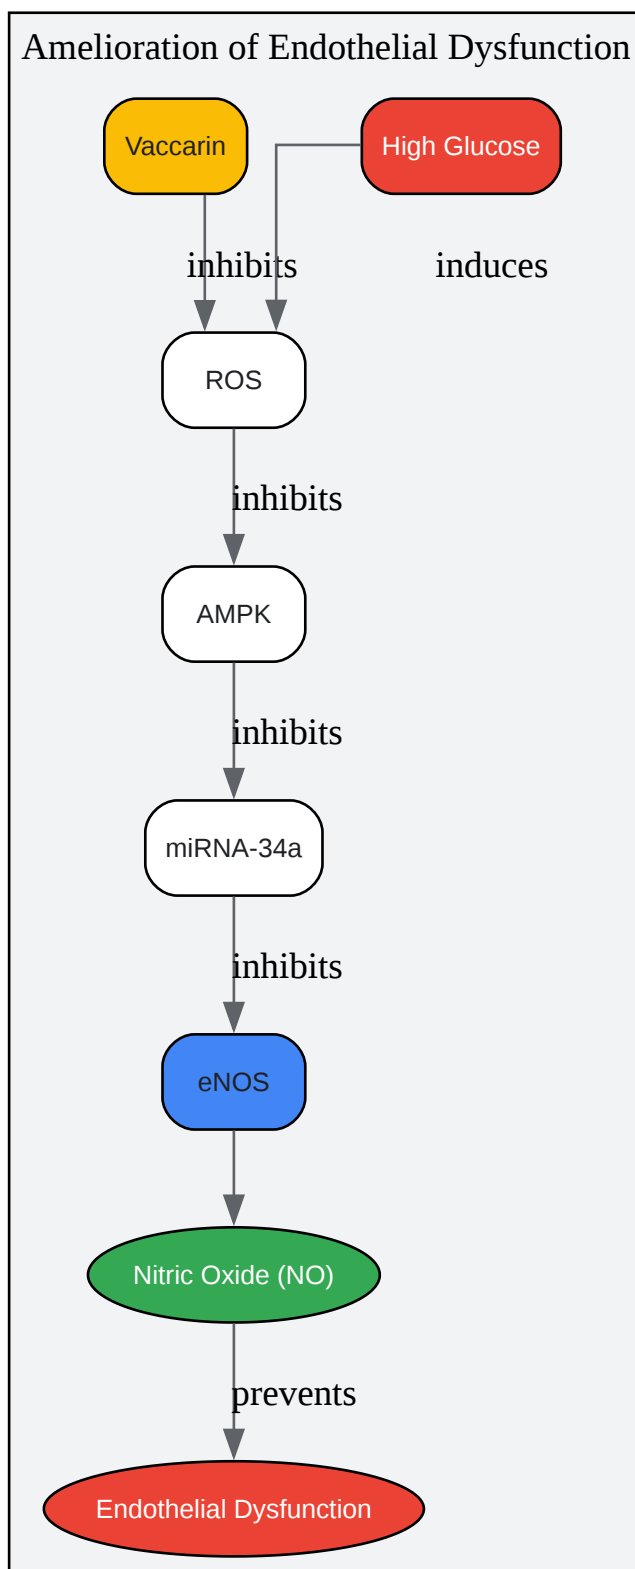 Amelioration of Endothelial Dysfunction
Vaccarin
High Glucose
inhibits
induces
ROS
inhibits
AMPK
inhibits
miRNA-34a
inhibits
eNOS
Nitric Oxide (NO)
prevents
Endothelial Dysfunction